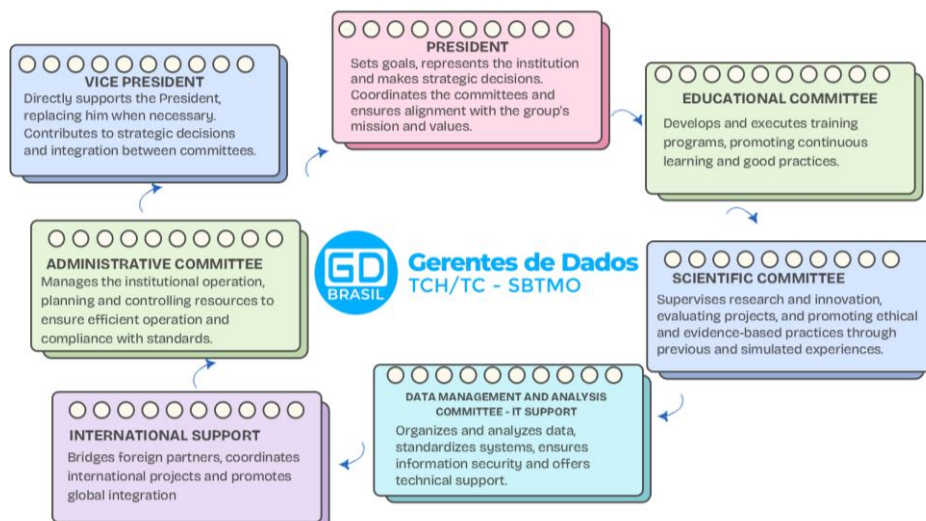 PRESIDENT
Sets goals, represents the institution
and makes strategic decisions.
Coordinates the committees and
ensures alignment with the group's
mission and values.
VICE PRESIDENT
Directly supports the President,
replacing him when necessary.
Contributes to strategic decisions
and integration between committees.
EDUCATIONAL COMMITTEE
Develops and executes training
programs, promoting continuous
learning and good practices.
ADMINISTRATIVE COMMITTEE
Manages the institutional operation,
planning and controlling resources to
ensure efficient operation and
compliance with standards.
GD
BRASIL
Gerentes de Dados
TCH/TC - SBTMO
SCIENTIFIC COMMITTEE
Supervises research and innovation,
evaluating projects, and promoting ethical
and evidence-based practices through
previous and simulated experiences.
INTERNATIONAL SUPPORT
Bridges foreign partners, coordinates
international projects and promotes
global integration
DATA MANAGEMENT AND ANALYSIS
COMMITTEE - IT SUPPORT
Organizes and analyzes data,
standardizes systems, ensures
information security and offers
technical support.